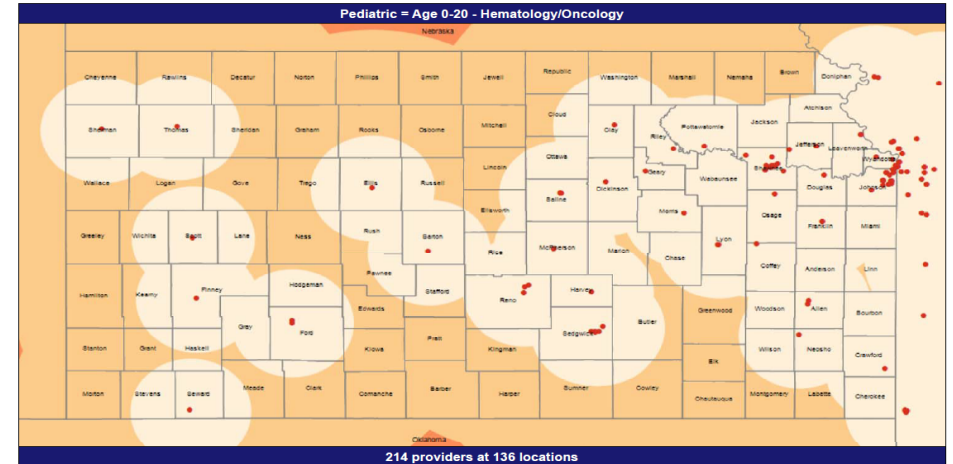 Pediatric = Age 0-20 - Hematology/Oncology
Nebraska
Cheyenne Rawlins Decatur Norton Phillips Smith Jewell Republic Washington Marshall Nemaha Brown Doniphan
Sherman Thomas Sheridan Graham Rooks Osborne Mitchell Cloud Clay Riley Pottawatomie Jackson Atchison
Jefferson Leavenworth Wyandotte
Wallace Logan Gove Trego Ellis Russell Lincoln Ottawa Dickinson Geary Wabaunsee Shawnee Douglas Johnson
Saline
Greeley Wichita Scott Lane Ness Rush Barton Ellsworth McPherson Marion Morris Chase Lyon Osage Franklin Miami
Rice
Hamilton Kearny Finney Hodgeman Pawnee Stafford Reno Harvey Coffey Anderson Linn
Gray Ford Edwards Sedgwick Butler Greenwood Woodson Allen Bourbon
Stanton Grant Haskell Kiowa Pratt Kingman Elk Wilson Neosho Crawford
Morton Stevens Seward Meade Clark Comanche Barber Harper Sumner Cowley Chautauqua Montgomery Labette Cherokee
Oklahoma
214 providers at 136 locations